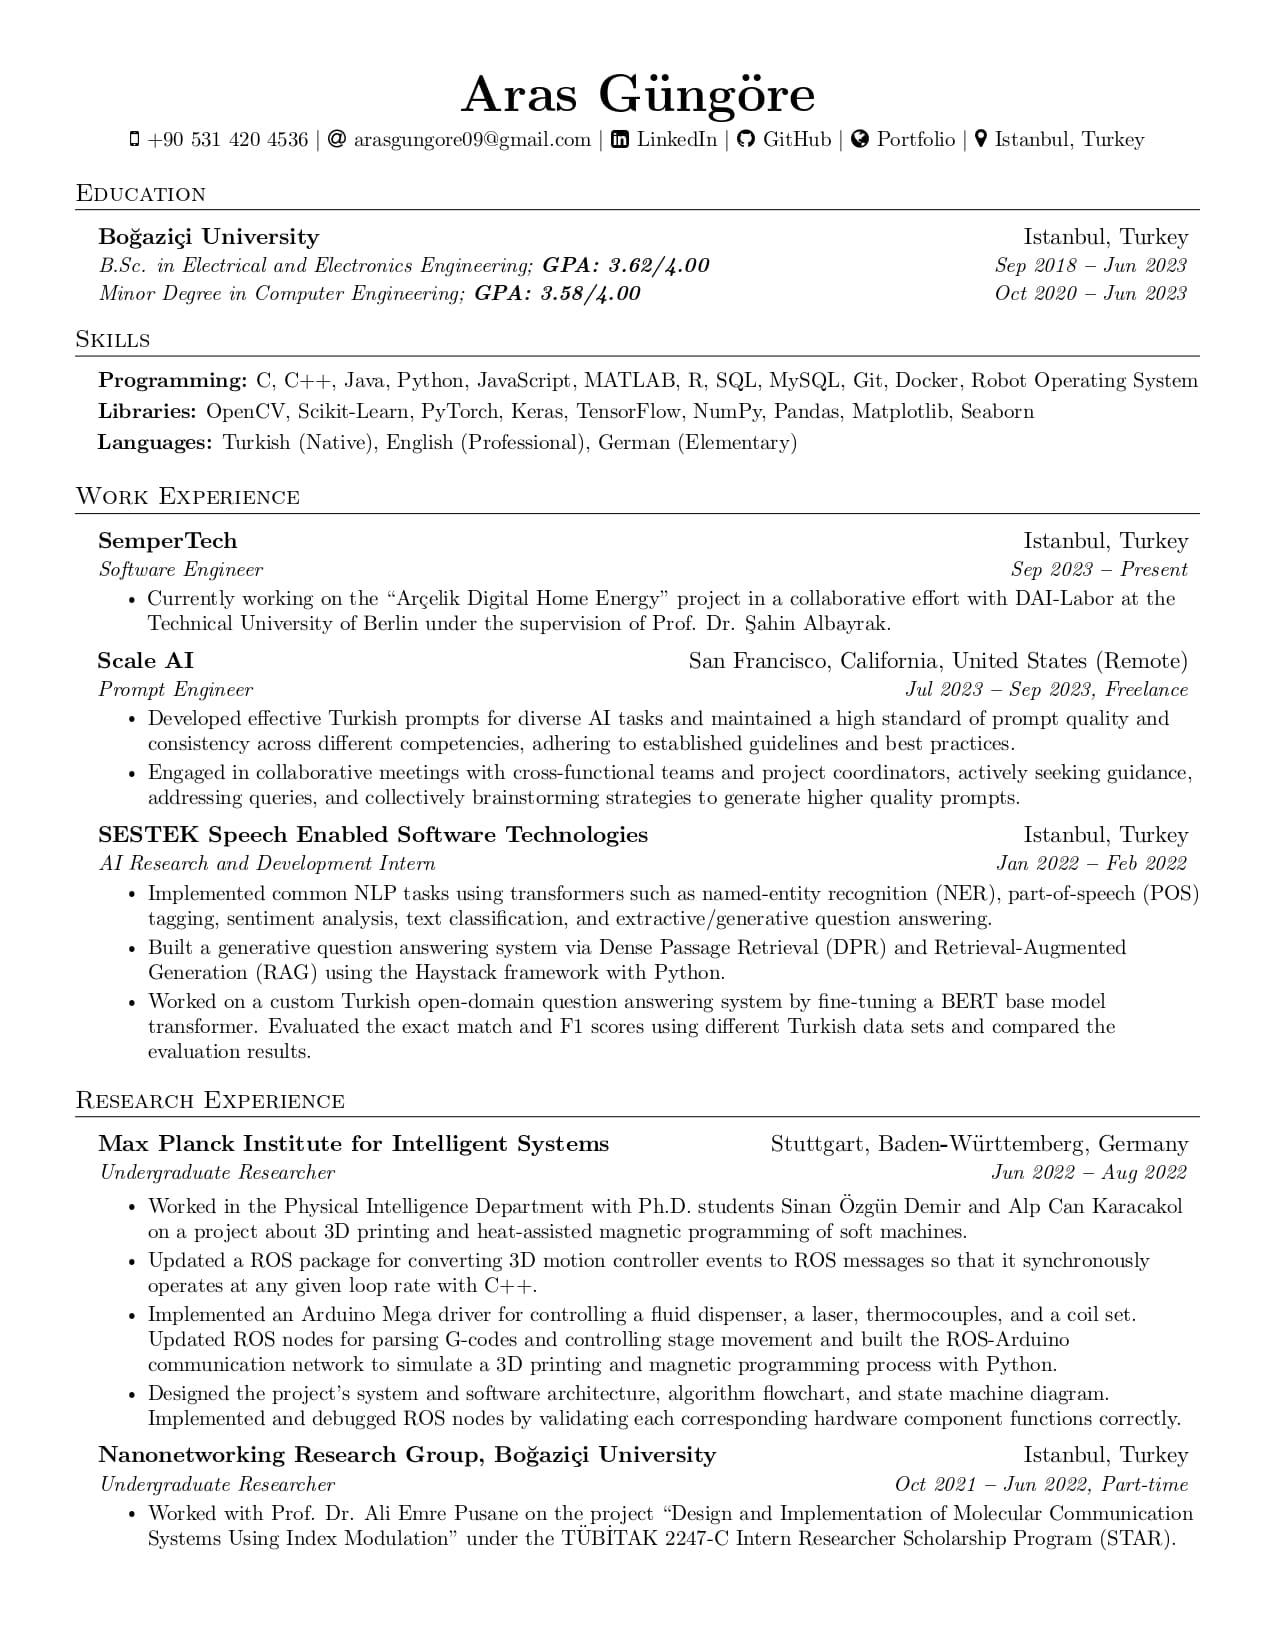 Aras Güngöre
+90 531 420 4536 | arasgungore09@gmail.com | LinkedIn | GitHub | Portfolio | Istanbul, Turkey
Education
Boğaziçi University Istanbul, Turkey
B.Sc. in Electrical and Electronics Engineering; GPA: 3.62/4.00 Sep 2018 – Jun 2023
Minor Degree in Computer Engineering; GPA: 3.58/4.00 Oct 2020 – Jun 2023
Skills
Programming: C, C++, Java, Python, JavaScript, MATLAB, R, SQL, MySQL, Git, Docker, Robot Operating System
Libraries: OpenCV, Scikit-Learn, PyTorch, Keras, TensorFlow, NumPy, Pandas, Matplotlib, Seaborn
Languages: Turkish (Native), English (Professional), German (Elementary)
Work Experience
SemperTech Istanbul, Turkey
Software Engineer Sep 2023 – Present
• Currently working on the “Arçelik Digital Home Energy” project in a collaborative effort with DAI-Labor at the
Technical University of Berlin under the supervision of Prof. Dr. Şahin Albayrak.
Scale AI San Francisco, California, United States (Remote)
Prompt Engineer Jul 2023 – Sep 2023, Freelance
• Developed effective Turkish prompts for diverse AI tasks and maintained a high standard of prompt quality and
consistency across different competencies, adhering to established guidelines and best practices.
• Engaged in collaborative meetings with cross-functional teams and project coordinators, actively seeking guidance,
addressing queries, and collectively brainstorming strategies to generate higher quality prompts.
SESTEK Speech Enabled Software Technologies Istanbul, Turkey
AI Research and Development Intern Jan 2022 – Feb 2022
• Implemented common NLP tasks using transformers such as named-entity recognition (NER), part-of-speech (POS)
tagging, sentiment analysis, text classification, and extractive/generative question answering.
• Built a generative question answering system via Dense Passage Retrieval (DPR) and Retrieval-Augmented
Generation (RAG) using the Haystack framework with Python.
• Worked on a custom Turkish open-domain question answering system by fine-tuning a BERT base model
transformer. Evaluated the exact match and F1 scores using different Turkish data sets and compared the
evaluation results.
Research Experience
Max Planck Institute for Intelligent Systems Stuttgart, Baden-Württemberg, Germany
Undergraduate Researcher Jun 2022 – Aug 2022
• Worked in the Physical Intelligence Department with Ph.D. students Sinan Özgün Demir and Alp Can Karacakol
on a project about 3D printing and heat-assisted magnetic programming of soft machines.
• Updated a ROS package for converting 3D motion controller events to ROS messages so that it synchronously
operates at any given loop rate with C++.
• Implemented an Arduino Mega driver for controlling a fluid dispenser, a laser, thermocouples, and a coil set.
Updated ROS nodes for parsing G-codes and controlling stage movement and built the ROS-Arduino
communication network to simulate a 3D printing and magnetic programming process with Python.
• Designed the project’s system and software architecture, algorithm flowchart, and state machine diagram.
Implemented and debugged ROS nodes by validating each corresponding hardware component functions correctly.
Nanonetworking Research Group, Boğaziçi University Istanbul, Turkey
Undergraduate Researcher Oct 2021 – Jun 2022, Part-time
• Worked with Prof. Dr. Ali Emre Pusane on the project “Design and Implementation of Molecular Communication
Systems Using Index Modulation” under the TÜBİTAK 2247-C Intern Researcher Scholarship Program (STAR).